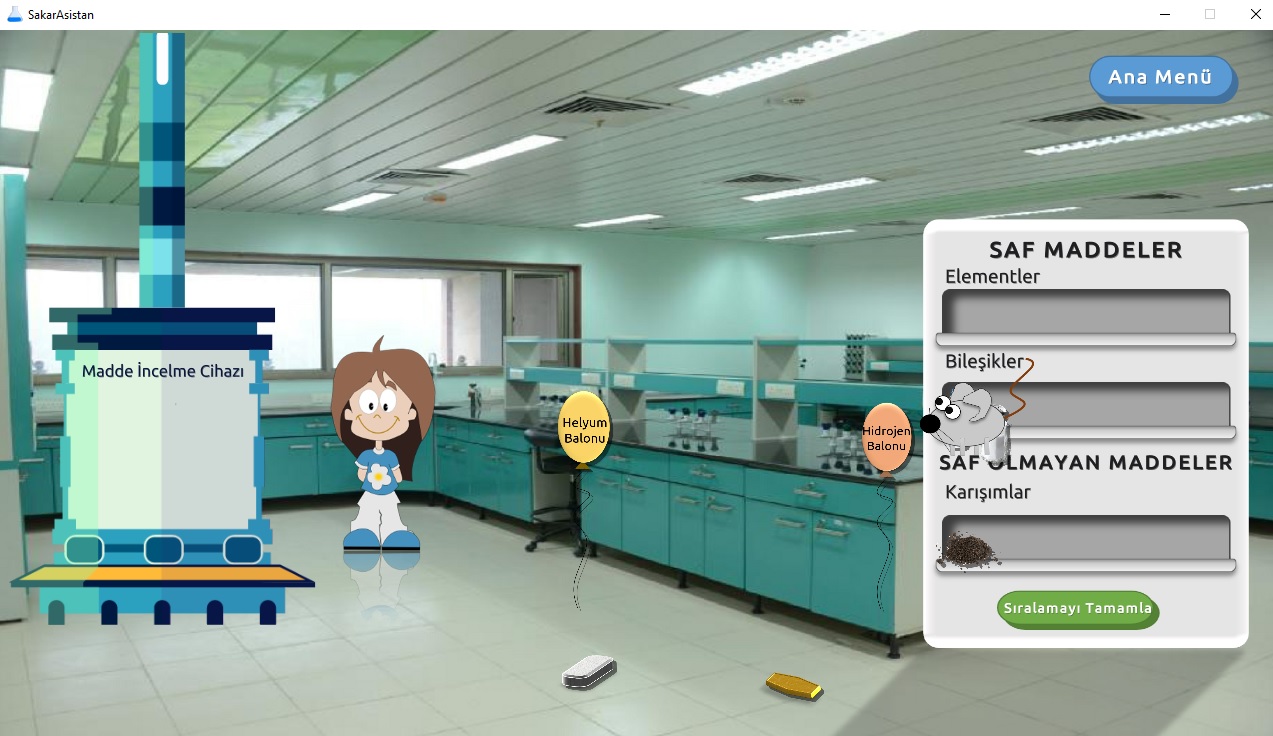 SakarAsistan
Ana Menü
SAF MADDELER
Elementler
Bileşikler
SAF OLMAYAN MADDELER
Karışımlar
Sıralamayı Tamamla
Madde İnceleme Cihazı
Helyum
Balonu
Hidrojen
Balonu